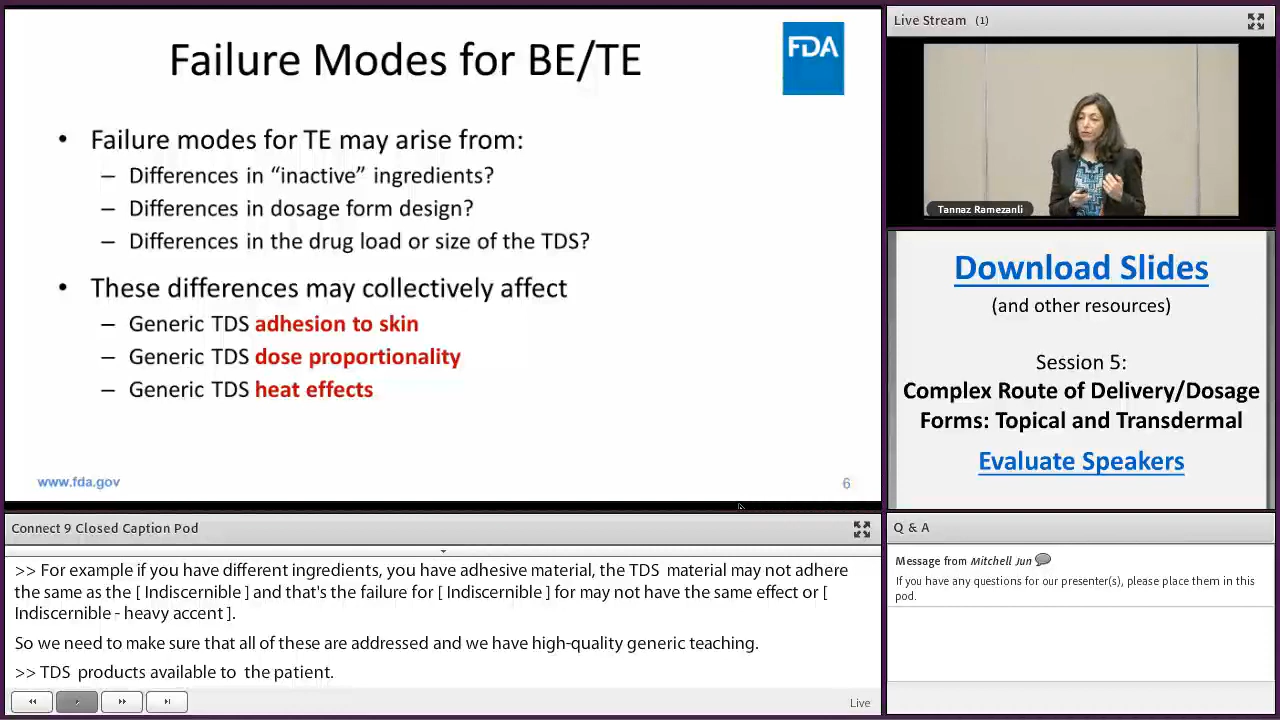 Failure Modes for BE/TE
FDA
• Failure modes for TE may arise from:
– Differences in “inactive” ingredients?
– Differences in dosage form design?
– Differences in the drug load or size of the TDS?
• These differences may collectively affect
– Generic TDS adhesion to skin
– Generic TDS dose proportionality
– Generic TDS heat effects
www.fda.gov
6
Live Stream (1)
Tannaz Ramezanli
Download Slides
(and other resources)
Session 5:
Complex Route of Delivery/Dosage
Forms: Topical and Transdermal
Evaluate Speakers
Connect 9 Closed Caption Pod
>> For example if you have different ingredients, you have adhesive material, the TDS material may not adhere
the same as the [ Indiscernible ] and that's the failure for [ Indiscernible ] for may not have the same effect or [
Indiscernible - heavy accent ].
So we need to make sure that all of these are addressed and we have high-quality generic teaching.
>> TDS products available to the patient.
Live
Q & A
Message from Mitchell Jun
If you have any questions for our presenter(s), please place them in this
pod.